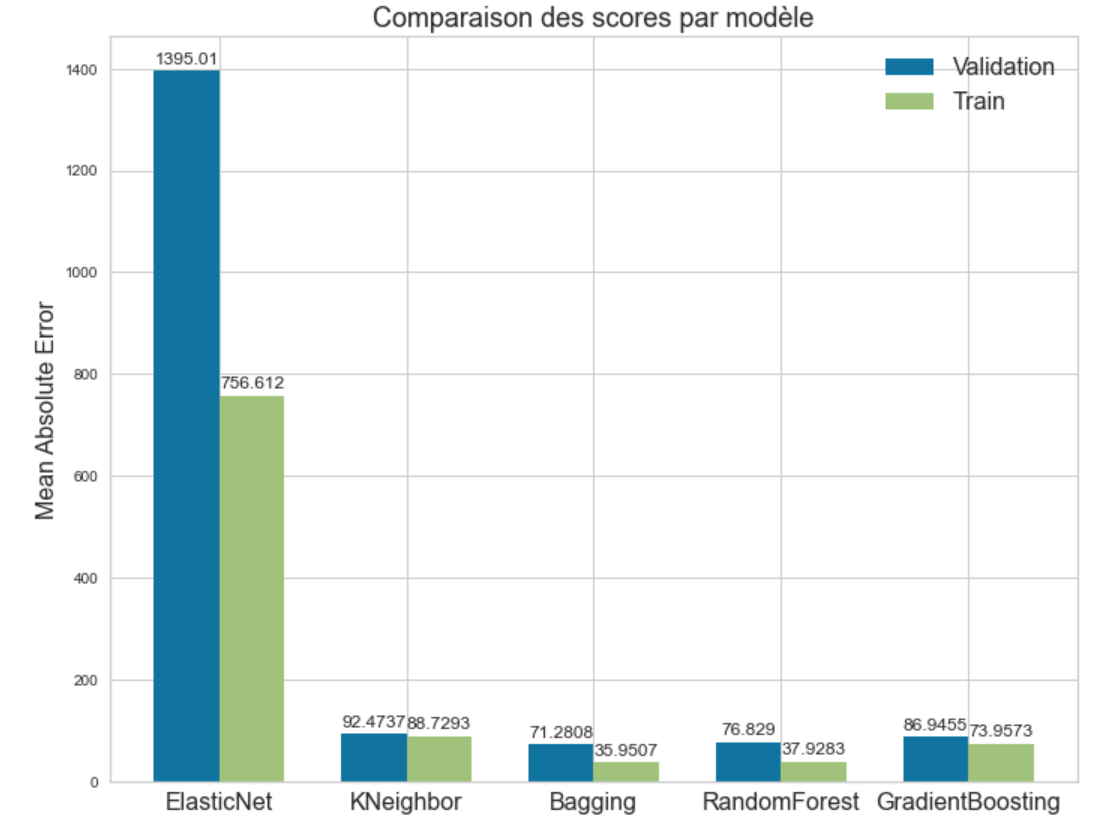 Comparaison des scores par modèle
Validation
Train
Mean Absolute Error
1400
1200
1000
800
600
400
200
0
1395.01
756.612
92.4737
88.7293
71.2808
35.9507
76.829
37.9283
86.9455
73.9573
ElasticNet
KNeighbor
Bagging
RandomForest
GradientBoosting